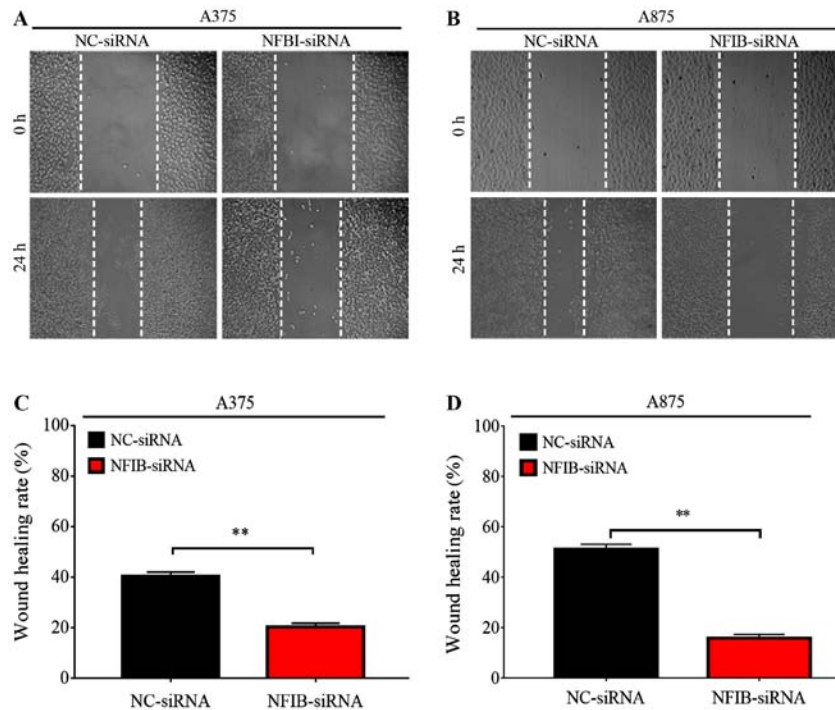 A
A375
NC-siRNA
NFBI-siRNA
0 h
24 h
B
A875
NC-siRNA
NFIB-siRNA
0 h
24 h
C
A375
Wound healing rate (%)
100
80
60
40
20
0
NC-siRNA
NFIB-siRNA
**
NC-siRNA
NFIB-siRNA
D
A875
Wound healing rate (%)
100
80
60
40
20
0
NC-siRNA
NFIB-siRNA
**
NC-siRNA
NFIB-siRNA